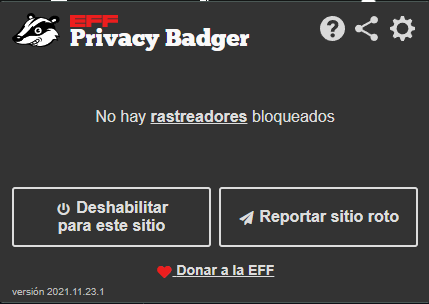 EFF
Privacy Badger
No hay rastreadores bloqueados
Deshabilitar
para este sitio
Reportar sitio roto
Donar a la EFF
versión 2021.11.23.1